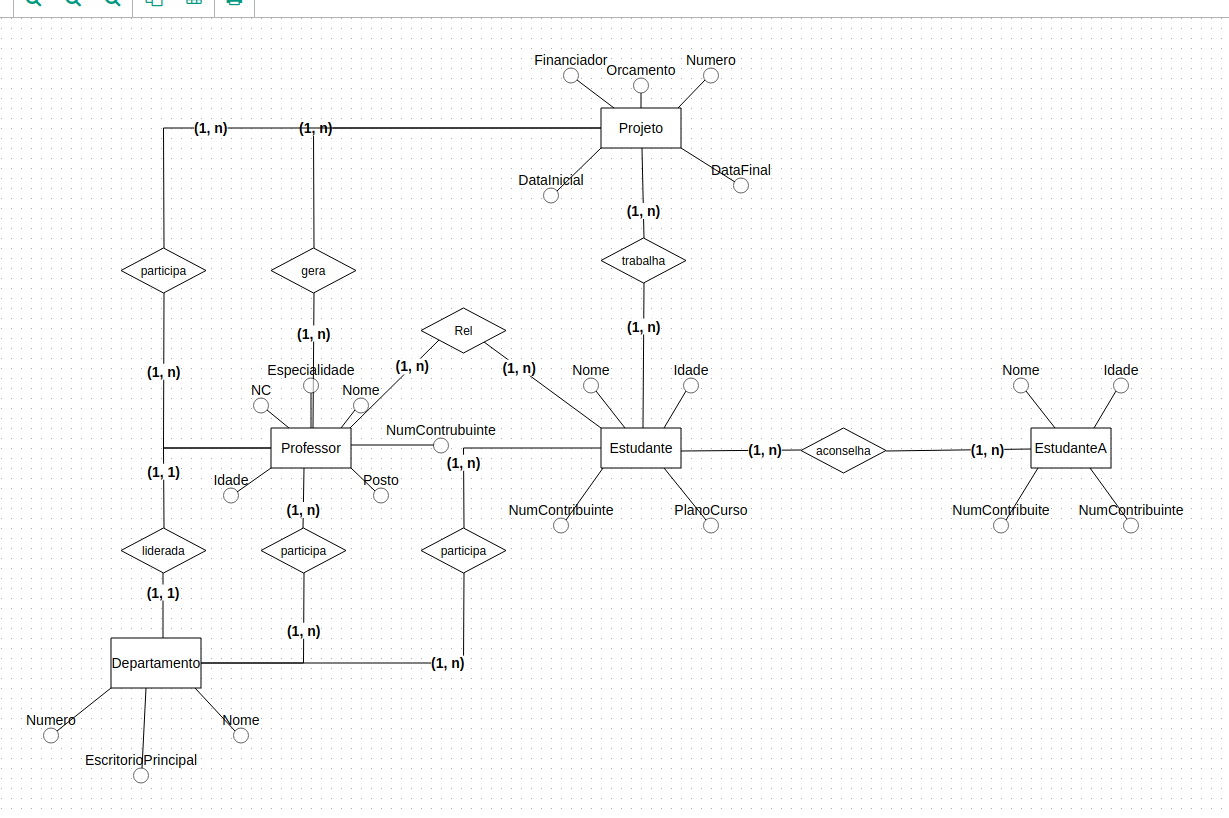 Financiador
Orcamento
Numero
Projeto
(1, n)
(1, n)
DataInicial
DataFinal
(1, n)
participa
gera
trabalha
Rel
(1, n)
(1, n)
(1, n)
(1, n)
(1, n)
Especialidade
NC
Nome
Nome
Idade
Nome
Idade
NumContrubuinte
Professor
(1, n)
Estudante
(1, n)
aconselha
(1, n)
EstudanteA
(1, 1)
Idade
Posto
(1, n)
NumContribuinte
PlanoCurso
NumContribuite
NumContribuinte
liderada
participa
participa
(1, 1)
(1, n)
(1, n)
Departamento
Numero
Nome
EscritorioPrincipal